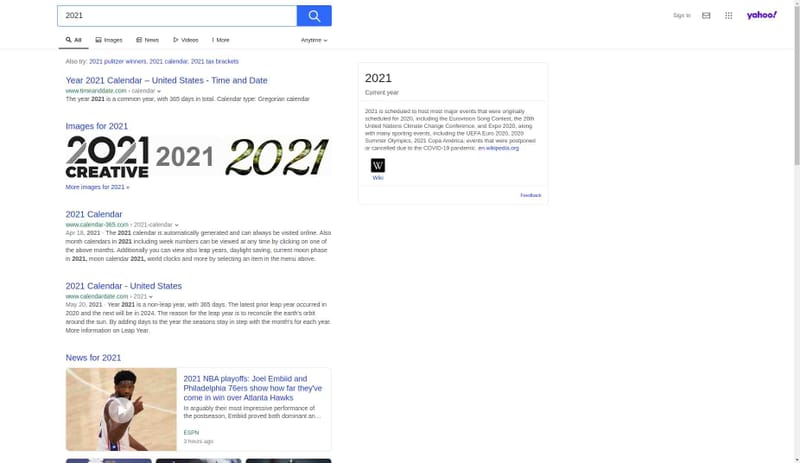 2021
Sign In
yahoo!
All
Images
News
Videos
More
Anytime
Also try: 2021 pulitzer winners, 2021 calendar, 2021 tax brackets
Year 2021 Calendar – United States - Time and Date
www.timeanddate.com › calendar
The year 2021 is a common year, with 365 days in total. Calendar type: Gregorian calendar
Images for 2021
2021
CREATIVE
2021
2021
More images for 2021 »
2021 Calendar
www.calendar-365.com › 2021-calendar
Apr 18, 2021 · The 2021 calendar is automatically generated and can always be visited online. Also
month calendars in 2021 including week numbers can be viewed at any time by clicking on one of
the above months. Additionally you can view also leap years, daylight saving, current moon phase
in 2021, moon calendar 2021, world clocks and more by selecting an item in the menu above.
2021 Calendar - United States
www.calendardate.com › 2021
May 20, 2021 · Year 2021 is a non-leap year, with 365 days. The latest prior leap year occurred in
2020 and the next will be in 2024. The reason for the leap year is to reconcile the earth's orbit
around the sun. By adding days to the year the seasons stay in step with the month's for each year.
More information on Leap Year.
News for 2021
2021 NBA playoffs: Joel Embiid and
Philadelphia 76ers show how far they've
come in win over Atlanta Hawks
In arguably their most impressive performance of
the postseason, Embiid proved both dominant an...
ESPN
3 hours ago
2021
Current year
2021 is scheduled to host most major events that were originally
scheduled for 2020, including the Eurovision Song Contest, the 26th
United Nations Climate Change Conference, and Expo 2020, along
with many sporting events, including the UEFA Euro 2020, 2020
Summer Olympics, 2021 Copa América, events that were postponed
or cancelled due to the COVID-19 pandemic. en.wikipedia.org
W
Wiki
Feedback